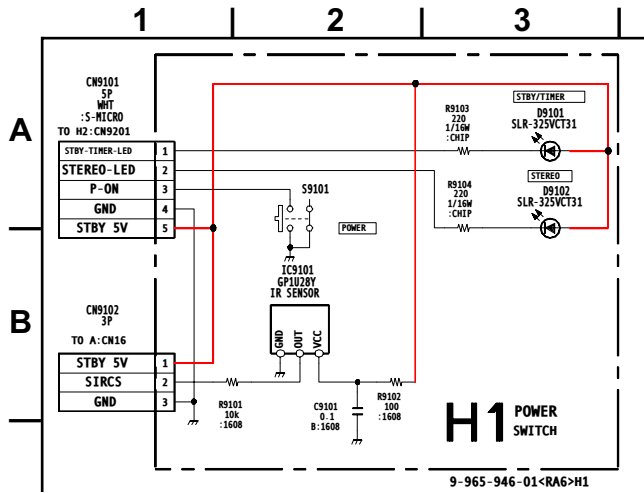 1
2
3
A
B
CN9101
5P
WHT
:S-MICRO
TO H2:CN9201
STBY-TIMER-LED 1
STEREO-LED 2
P-ON 3
GND 4
STBY 5V 5
S9101
POWER
R9103
220
1/16W
:CHIP
STBY/TIMER
D9101
SLR-325VCT31
R9104
220
1/16W
:CHIP
STEREO
D9102
SLR-325VCT31
CN9102
3P
TO A:CN16
STBY 5V 1
SIRCS 2
GND 3
IC9101
GP1U28Y
IR SENSOR
GND
OUT
VCC
R9101
10k
:1608
C9101
0.1
B:1608
R9102
100
:1608
H1 POWER
SWITCH
9-965-946-01<RA6>H1